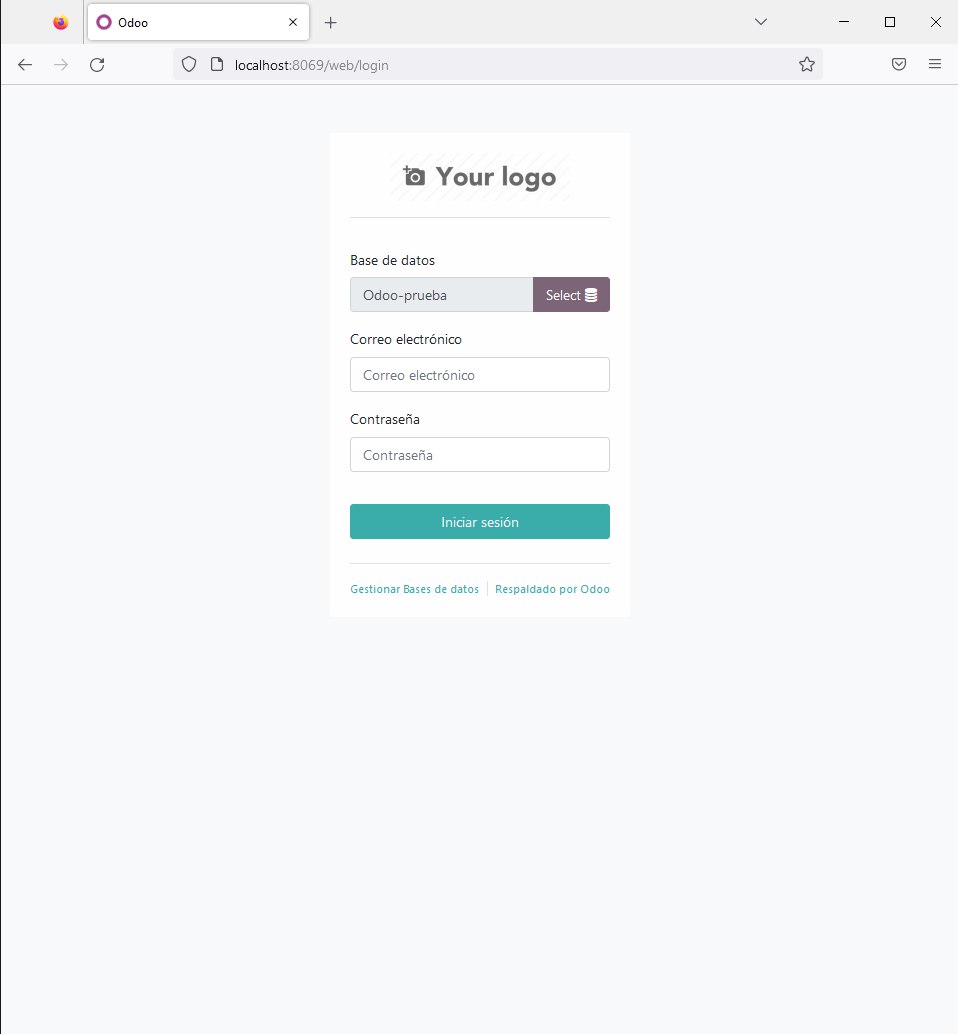 Odoo
localhost:8069/web/login
Your logo
Base de datos
Odoo-prueba Select
Correo electrónico
Correo electrónico
Contraseña
Contraseña
Iniciar sesión
Gestionar Bases de datos Respaldado por Odoo